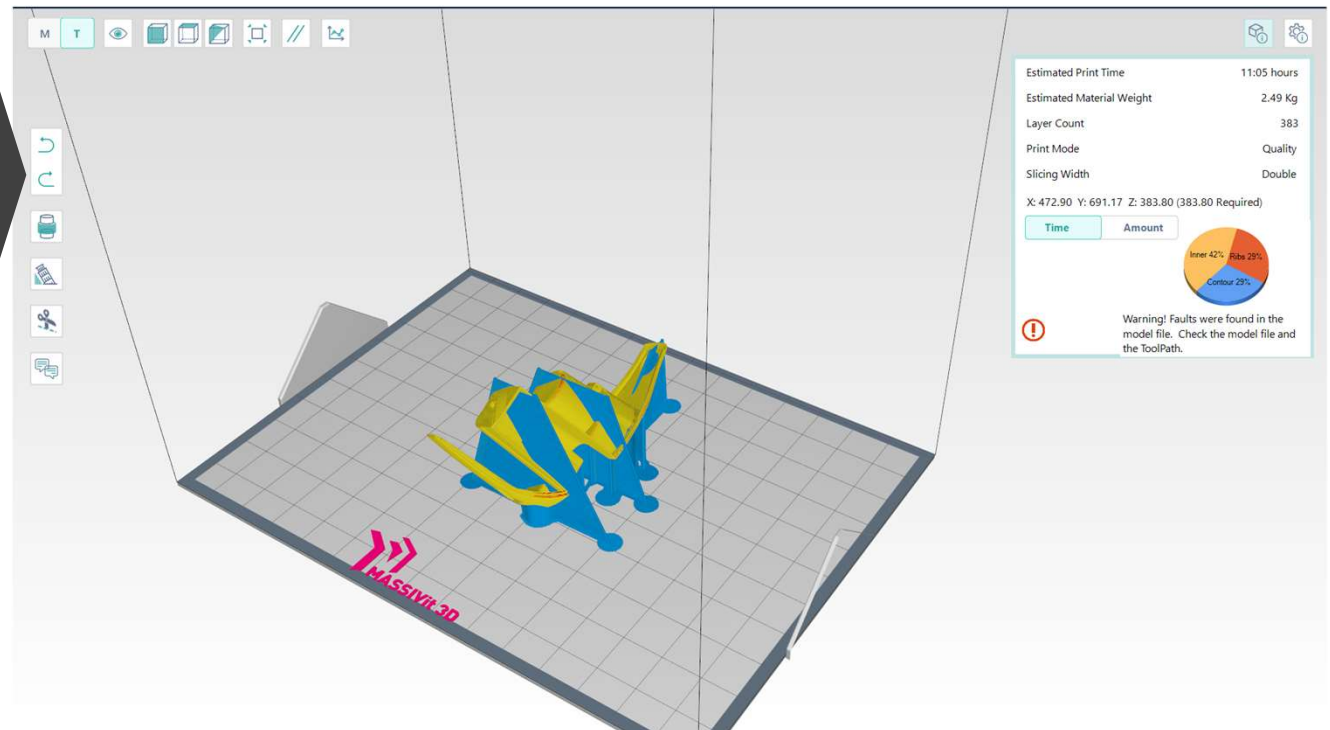 M T
Estimated Print Time 11:05 hours
Estimated Material Weight 2.49 Kg
Layer Count 383
Print Mode Quality
Slicing Width Double
X: 472.90 Y: 691.17 Z: 383.80 (383.80 Required)
Time Amount
Inner 42% Ribs 29%
Contour 29%
Warning! Faults were found in the
model file. Check the model file and
the ToolPath.
MASSIVit 3D